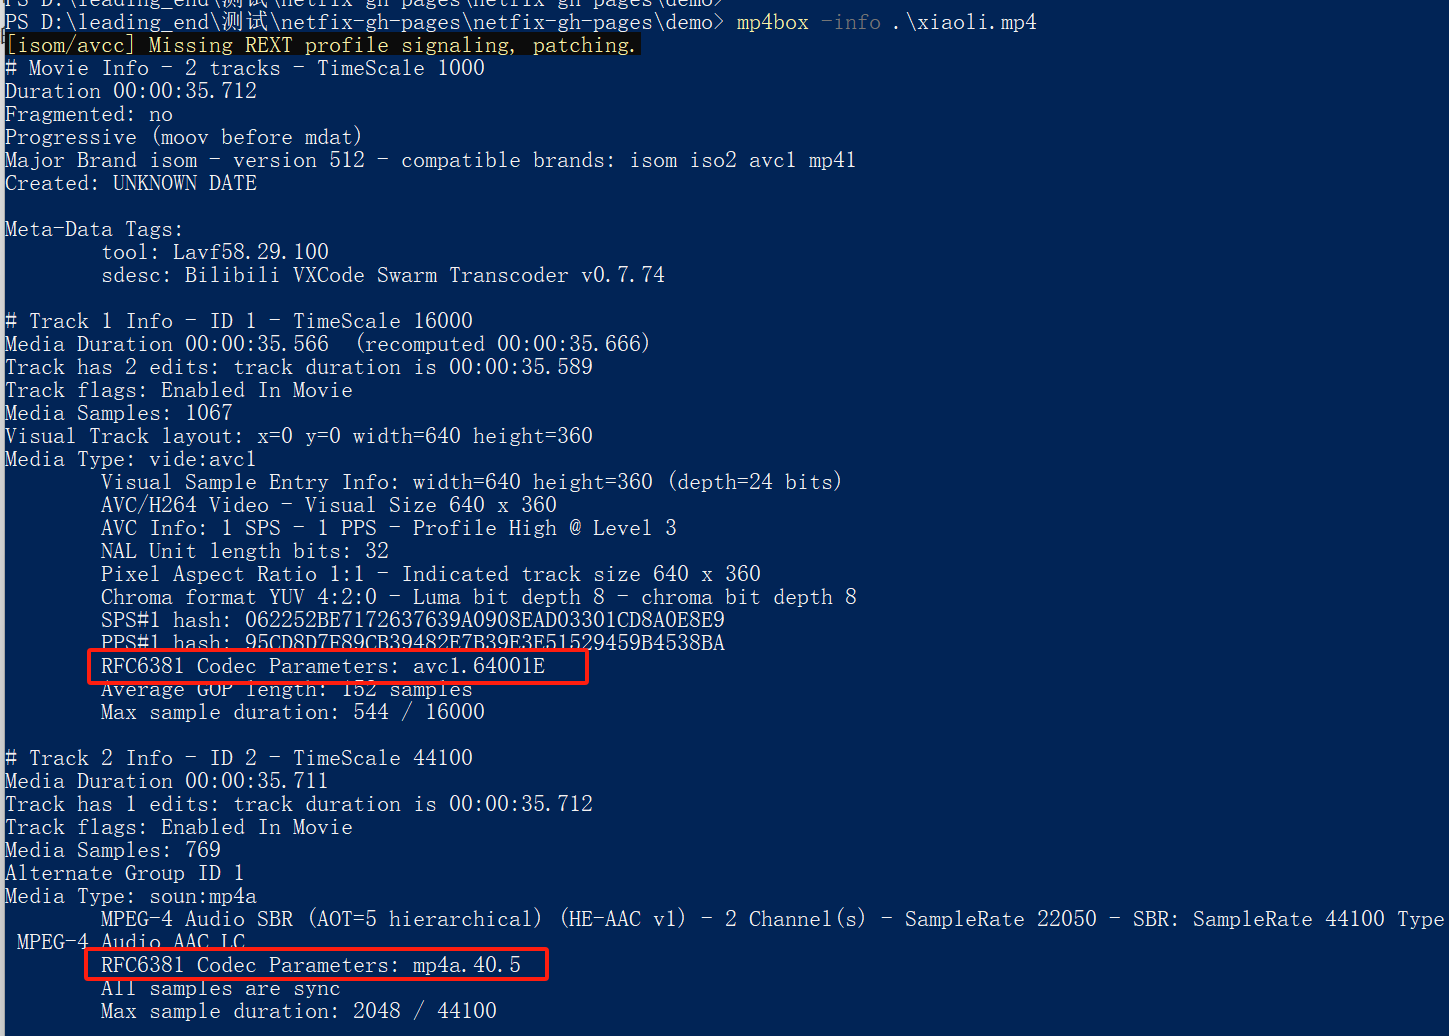 PS D:\leading_end\测试\netfix-gh-pages\netfix-gh-pages\demo>
PS D:\leading_end\测试\netfix-gh-pages\netfix-gh-pages\demo> mp4box -info .\xiaoli.mp4
[isom/avcc] Missing REXT profile signaling, patching.
# Movie Info - 2 tracks - TimeScale 1000
Duration 00:00:35.712
Fragmented: no
Progressive (moov before mdat)
Major Brand isom - version 512 - compatible brands: isom iso2 avc1 mp41
Created: UNKNOWN DATE
Meta-Data Tags:
tool: Lavf58.29.100
sdesc: Bilibili VXCode Swarm Transcoder v0.7.74
# Track 1 Info - ID 1 - TimeScale 16000
Media Duration 00:00:35.566  (recomputed 00:00:35.666)
Track has 2 edits: track duration is 00:00:35.589
Track flags: Enabled In Movie
Media Samples: 1067
Visual Track layout: x=0 y=0 width=640 height=360
Media Type: vide:avc1
Visual Sample Entry Info: width=640 height=360 (depth=24 bits)
AVC/H264 Video - Visual Size 640 x 360
AVC Info: 1 SPS - 1 PPS - Profile High @ Level 3
NAL Unit length bits: 32
Pixel Aspect Ratio 1:1 - Indicated track size 640 x 360
Chroma format YUV 4:2:0 - Luma bit depth 8 - chroma bit depth 8
SPS#1 hash: 062252BE7172637639A0908EAD03301CD8A0E8E9
PPS#1 hash: 95CD8D7F89CB39482E7B39E3E51529459B4538BA
RFC6381 Codec Parameters: avc1.64001E
Average GOP length: 152 samples
Max sample duration: 544 / 16000
# Track 2 Info - ID 2 - TimeScale 44100
Media Duration 00:00:35.711
Track has 1 edits: track duration is 00:00:35.712
Track flags: Enabled In Movie
Media Samples: 769
Alternate Group ID 1
Media Type: soun:mp4a
MPEG-4 Audio SBR (AOT=5 hierarchical) (HE-AAC v1) - 2 Channel(s) - SampleRate 22050 - SBR: SampleRate 44100 Type
MPEG-4 Audio AAC LC
RFC6381 Codec Parameters: mp4a.40.5
All samples are sync
Max sample duration: 2048 / 44100